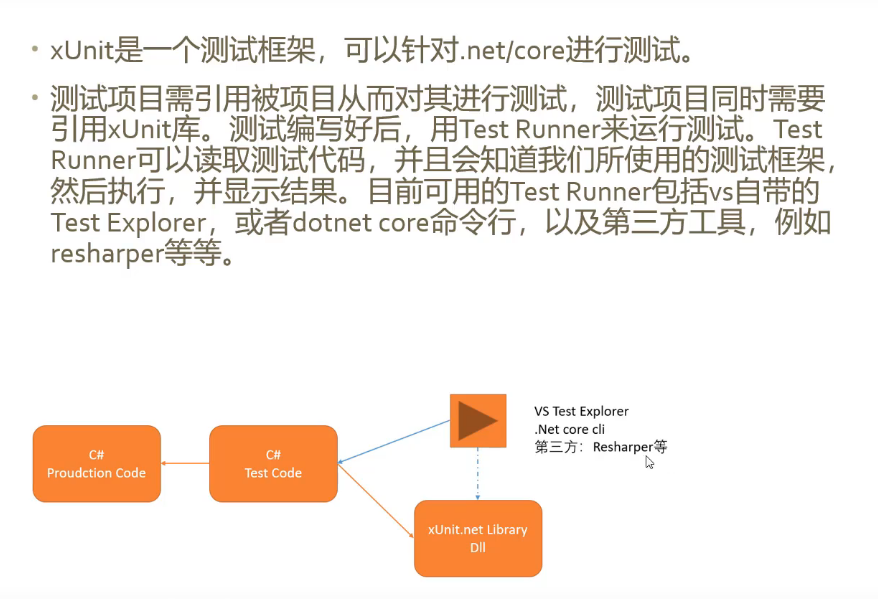 • xUnit是一个测试框架，可以针对.net/core进行测试。
• 测试项目需引用被项目从而对其进行测试，测试项目同时需要
引用xUnit库。测试编写好后，用Test Runner来运行测试。Test
Runner可以读取测试代码，并且会知道我们所使用的测试框架，
然后执行，并显示结果。目前可用的Test Runner包括vs自带的
Test Explorer，或者dotnet core命令行，以及第三方工具，例如
resharper等等。
VS Test Explorer
.Net core cli
第三方：Resharper等
C#
Proudction Code
C#
Test Code
xUnit.net Library
Dll